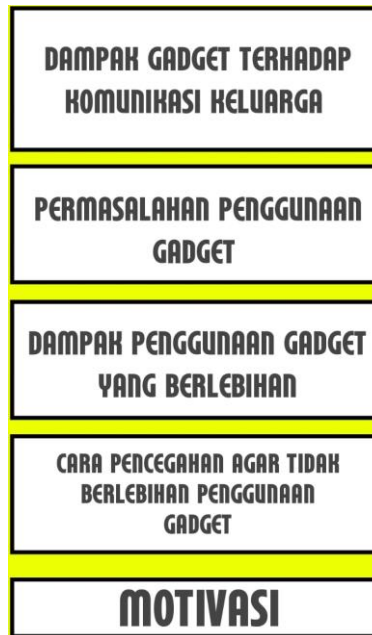 DAMPAK GADGET TERHADAP
KOMUNIKASI KELUARGA
PERMASALAHAN PENGGUNAAN
GADGET
DAMPAK PENGGUNAAN GADGET
YANG BERLEBIHAN
CARA PENCEGAHAN AGAR TIDAK
BERLEBIHAN PENGGUNAAN
GADGET
MOTIVASI